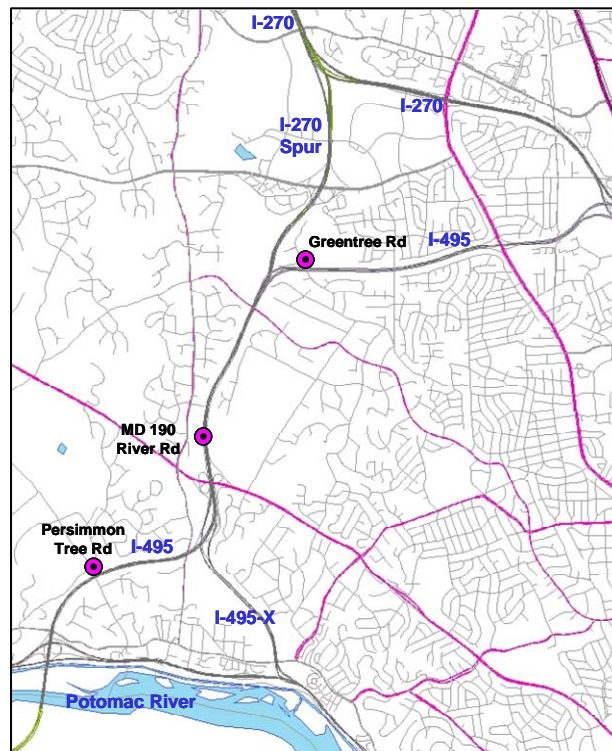 I-270
I-270
I-270
Spur
Greentree Rd
I-495
MD 190
River Rd
Persimmon
Tree Rd
I-495
I-495-X
Potomac River